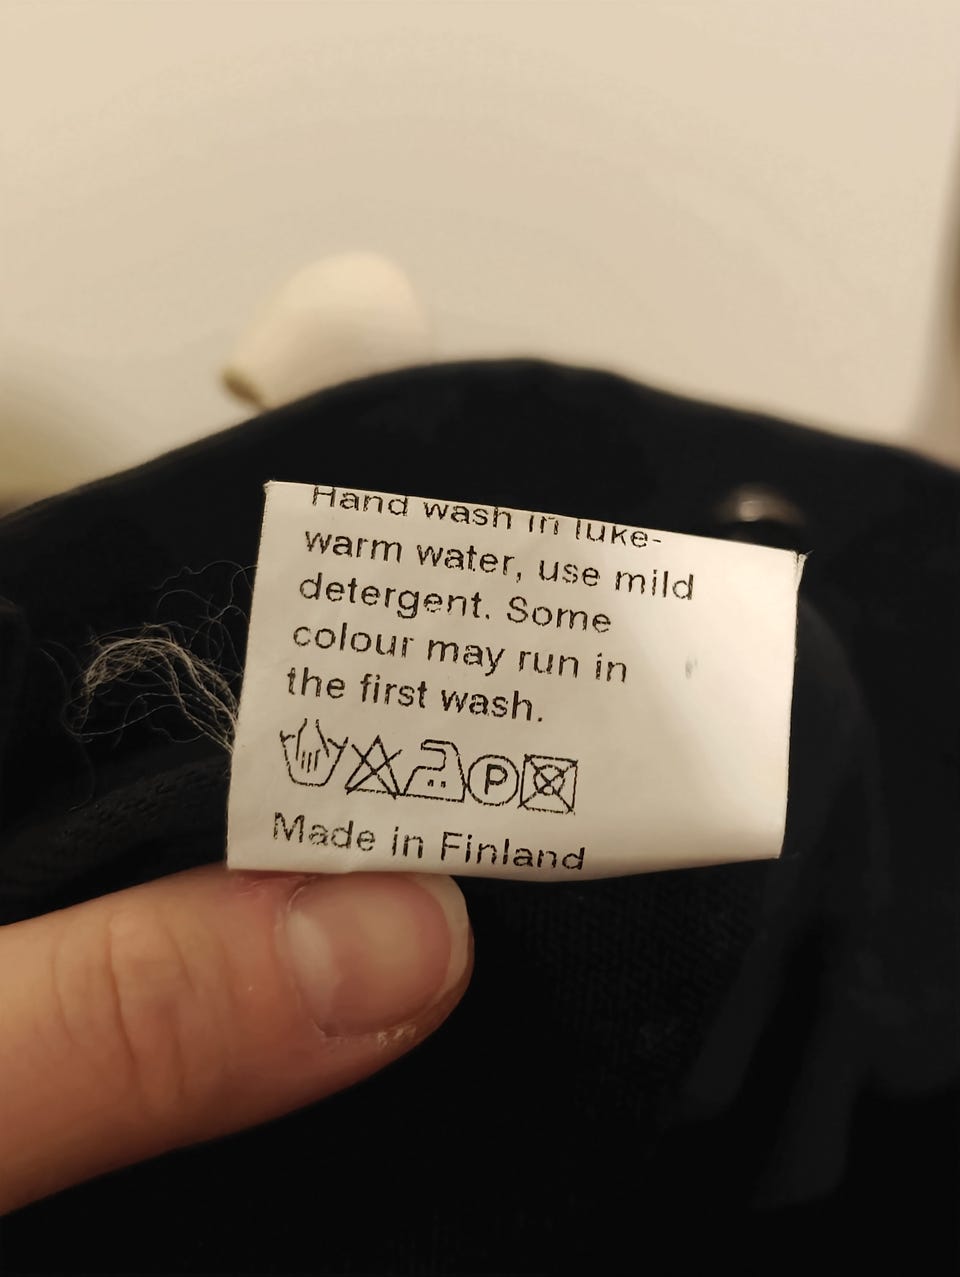 Hand wash in luke-
warm water, use mild
detergent. Some
colour may run in
the first wash.
P
Made in Finland